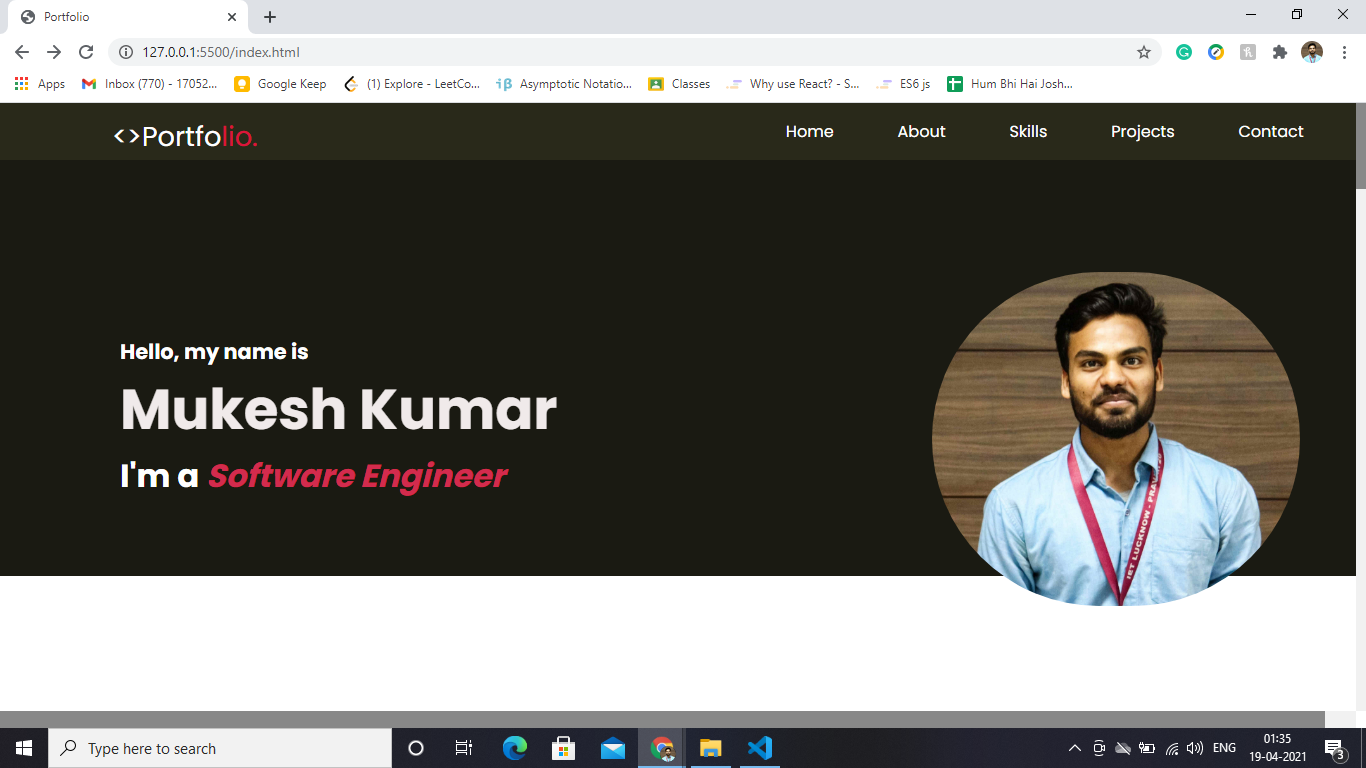 Portfolio
127.0.0.1:5500/index.html
Apps
Inbox (770) - 17052...
Google Keep
(1) Explore - LeetCo...
iβ
Asymptotic Notatio...
Classes
Why use React? - S...
ES6 js
Hum Bhi Hai Josh...
<>Portfolio.
Home
About
Skills
Projects
Contact
Hello, my name is
Mukesh Kumar
I'm a Software Engineer
IET LUCKNOW - PRAVA
Type here to search
ENG
01:35
19-04-2021
3